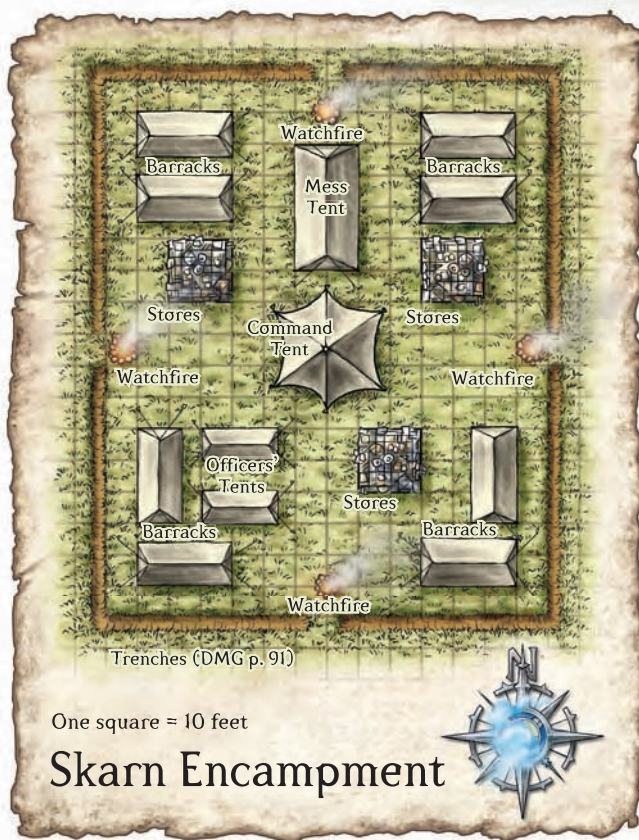 Watchfire
Barracks
Barracks
Mess
Tent
Stores
Stores
Command
Tent
Watchfire
Watchfire
Officers'
Tents
Stores
Barracks
Barracks
Watchfire
Trenches (DMG p. 91)
N
One square = 10 feet
Skarn Encampment